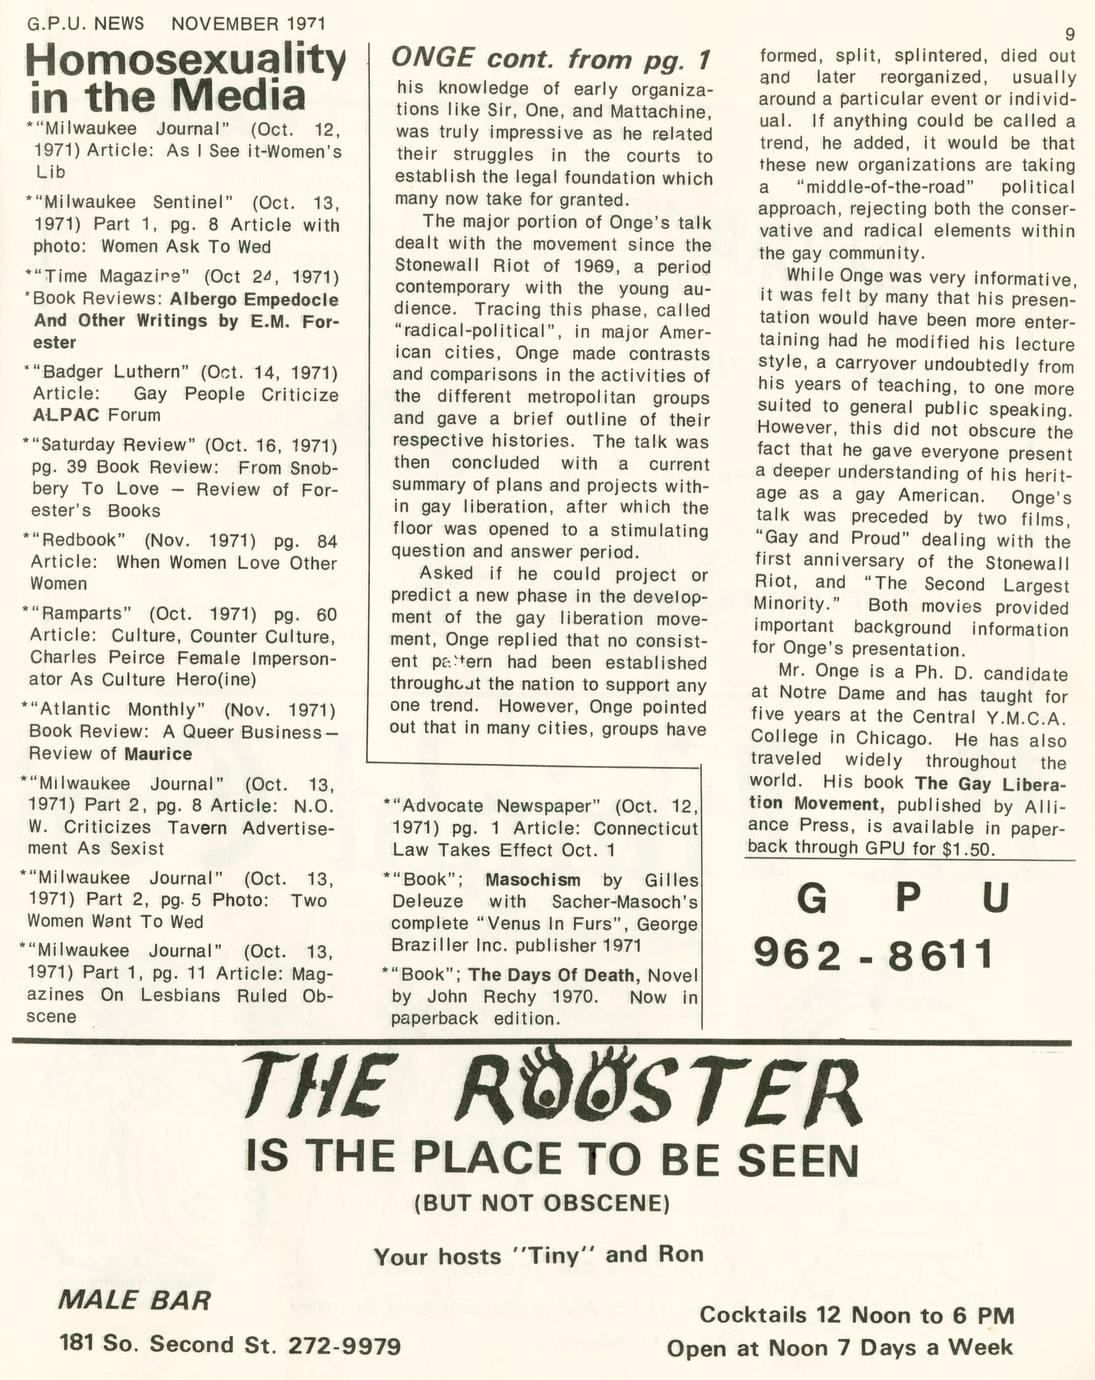 G.P.U. NEWS NOVEMBER 1971
9
Homosexuality
in the Media
*“Milwaukee Journal” (Oct. 12,
1971) Article: As I See it-Women's
Lib
*“Milwaukee Sentinel” (Oct. 13,
1971) Part 1, pg. 8 Article with
photo: Women Ask To Wed
*“Time Magazine” (Oct 24, 1971)
*Book Reviews: Albergo Empedocle
And Other Writings by E.M. For-
ester
*“Badger Luthern” (Oct. 14, 1971)
Article: Gay People Criticize
ALPAC Forum
*“Saturday Review” (Oct. 16, 1971)
pg. 39 Book Review: From Snob-
bery To Love — Review of For-
ester's Books
*“Redbook” (Nov. 1971) pg. 84
Article: When Women Love Other
Women
*“Ramparts” (Oct. 1971) pg. 60
Article: Culture, Counter Culture,
Charles Peirce Female Imperson-
ator As Culture Hero(ine)
*“Atlantic Monthly” (Nov. 1971)
Book Review: A Queer Business—
Review of Maurice
*“Milwaukee Journal” (Oct. 13,
1971) Part 2, pg. 8 Article: N.O.
W. Criticizes Tavern Advertise-
ment As Sexist
*“Milwaukee Journal” (Oct. 13,
1971) Part 2, pg. 5 Photo: Two
Women Want To Wed
*“Milwaukee Journal” (Oct. 13,
1971) Part 1, pg. 11 Article: Mag-
azines On Lesbians Ruled Ob-
scene
ONGE cont. from pg. 1
his knowledge of early organiza-
tions like Sir, One, and Mattachine,
was truly impressive as he related
their struggles in the courts to
establish the legal foundation which
many now take for granted.
The major portion of Onge's talk
dealt with the movement since the
Stonewall Riot of 1969, a period
contemporary with the young au-
dience. Tracing this phase, called
“radical-political”, in major Amer-
ican cities, Onge made contrasts
and comparisons in the activities of
the different metropolitan groups
and gave a brief outline of their
respective histories. The talk was
then concluded with a current
summary of plans and projects with-
in gay liberation, after which the
floor was opened to a stimulating
question and answer period.
Asked if he could project or
predict a new phase in the develop-
ment of the gay liberation move-
ment, Onge replied that no consist-
ent pattern had been established
throughout the nation to support any
one trend. However, Onge pointed
out that in many cities, groups have
*“Advocate Newspaper” (Oct. 12,
1971) pg. 1 Article: Connecticut
Law Takes Effect Oct. 1
*“Book”; Masochism by Gilles
Deleuze with Sacher-Masoch's
complete “Venus In Furs”, George
Braziller Inc. publisher 1971
*“Book”; The Days Of Death, Novel
by John Rechy 1970. Now in
paperback edition.
formed, split, splintered, died out
and later reorganized, usually
around a particular event or individ-
ual. If anything could be called a
trend, he added, it would be that
these new organizations are taking
a “middle-of-the-road” political
approach, rejecting both the conser-
vative and radical elements within
the gay community.
While Onge was very informative,
it was felt by many that his presen-
tation would have been more enter-
taining had he modified his lecture
style, a carryover undoubtedly from
his years of teaching, to one more
suited to general public speaking.
However, this did not obscure the
fact that he gave everyone present
a deeper understanding of his herit-
age as a gay American. Onge's
talk was preceded by two films,
“Gay and Proud” dealing with the
first anniversary of the Stonewall
Riot, and “The Second Largest
Minority.” Both movies provided
important background information
for Onge's presentation.
Mr. Onge is a Ph. D. candidate
at Notre Dame and has taught for
five years at the Central Y.M.C.A.
College in Chicago. He has also
traveled widely throughout the
world. His book The Gay Libera-
tion Movement, published by Alli-
ance Press, is available in paper-
back through GPU for $1.50.
G P U
962-8611
THE ROOSTER
IS THE PLACE TO BE SEEN
(BUT NOT OBSCENE)
Your hosts "Tiny" and Ron
MALE BAR
181 So. Second St. 272-9979
Cocktails 12 Noon to 6 PM
Open at Noon 7 Days a Week